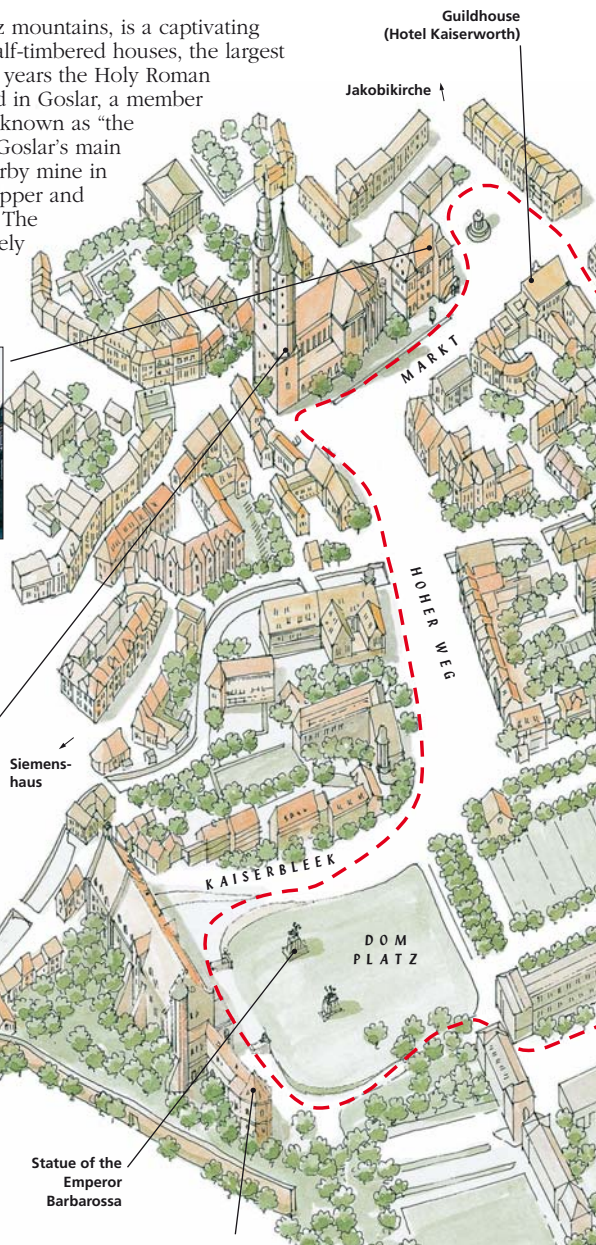 z mountains, is a captivating
alf-timbered houses, the largest
years the Holy Roman
d in Goslar, a member
known as “the
Goslar’s main
rby mine in
pper and
The
ely
Guildhouse
(Hotel Kaiserworth)
Jakobikirche
MARKT
HOHER WEG
Siemens-
haus
KAISERBLEEK
DOM
PLATZ
Statue of the
Emperor
Barbarossa